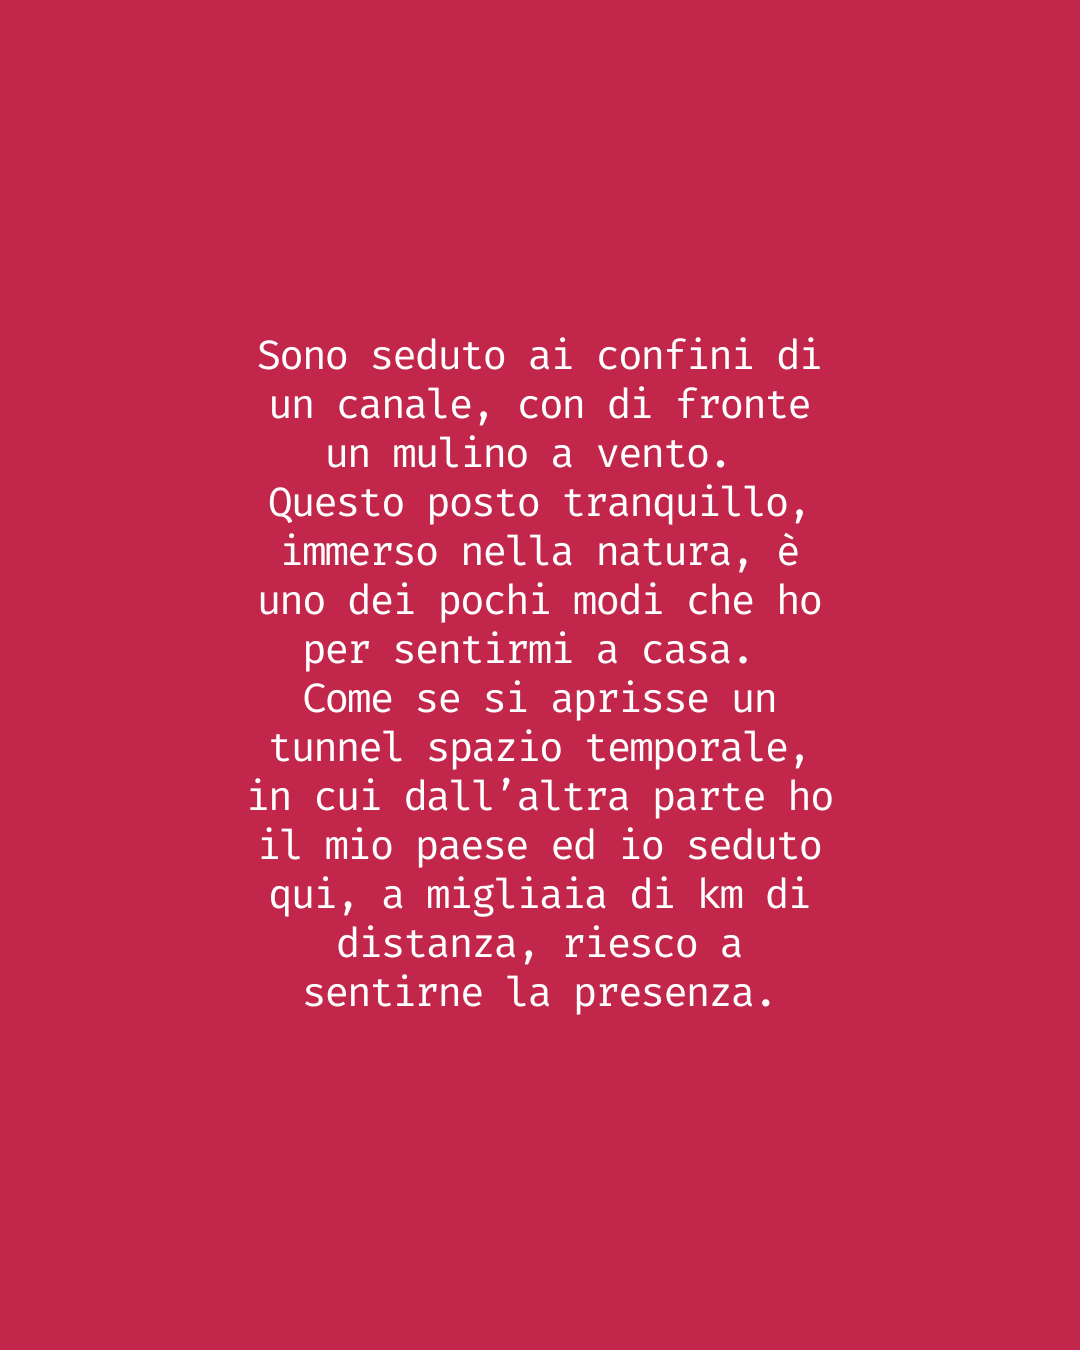 Sono seduto ai confini di
un canale, con di fronte
un mulino a vento.
Questo posto tranquillo,
immerso nella natura, è
uno dei pochi modi che ho
per sentirmi a casa.
Come se si aprisse un
tunnel spazio temporale,
in cui dall’altra parte ho
il mio paese ed io seduto
qui, a migliaia di km di
distanza, riesco a
sentirne la presenza.